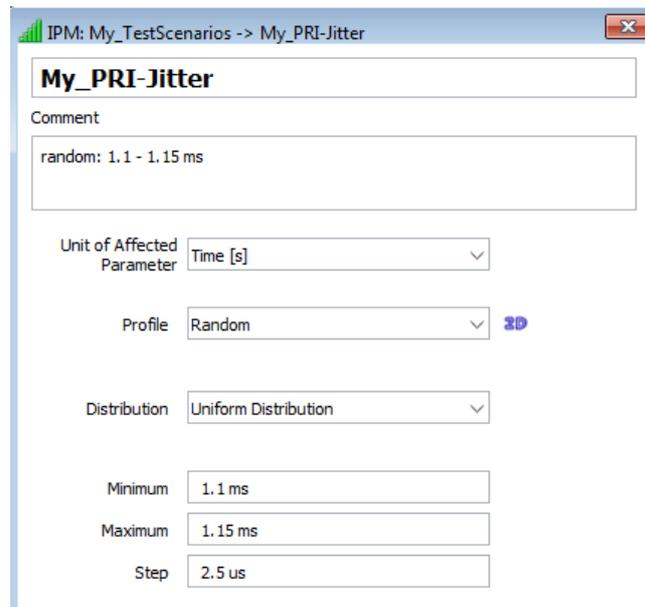 IPM: My_TestScenarios -> My_PRI-Jitter
My_PRI-Jitter
Comment
random: 1.1 - 1.15 ms
Unit of Affected
Parameter Time [s]
Profile Random 2D
Distribution Uniform Distribution
Minimum 1.1 ms
Maximum 1.15 ms
Step 2.5 us